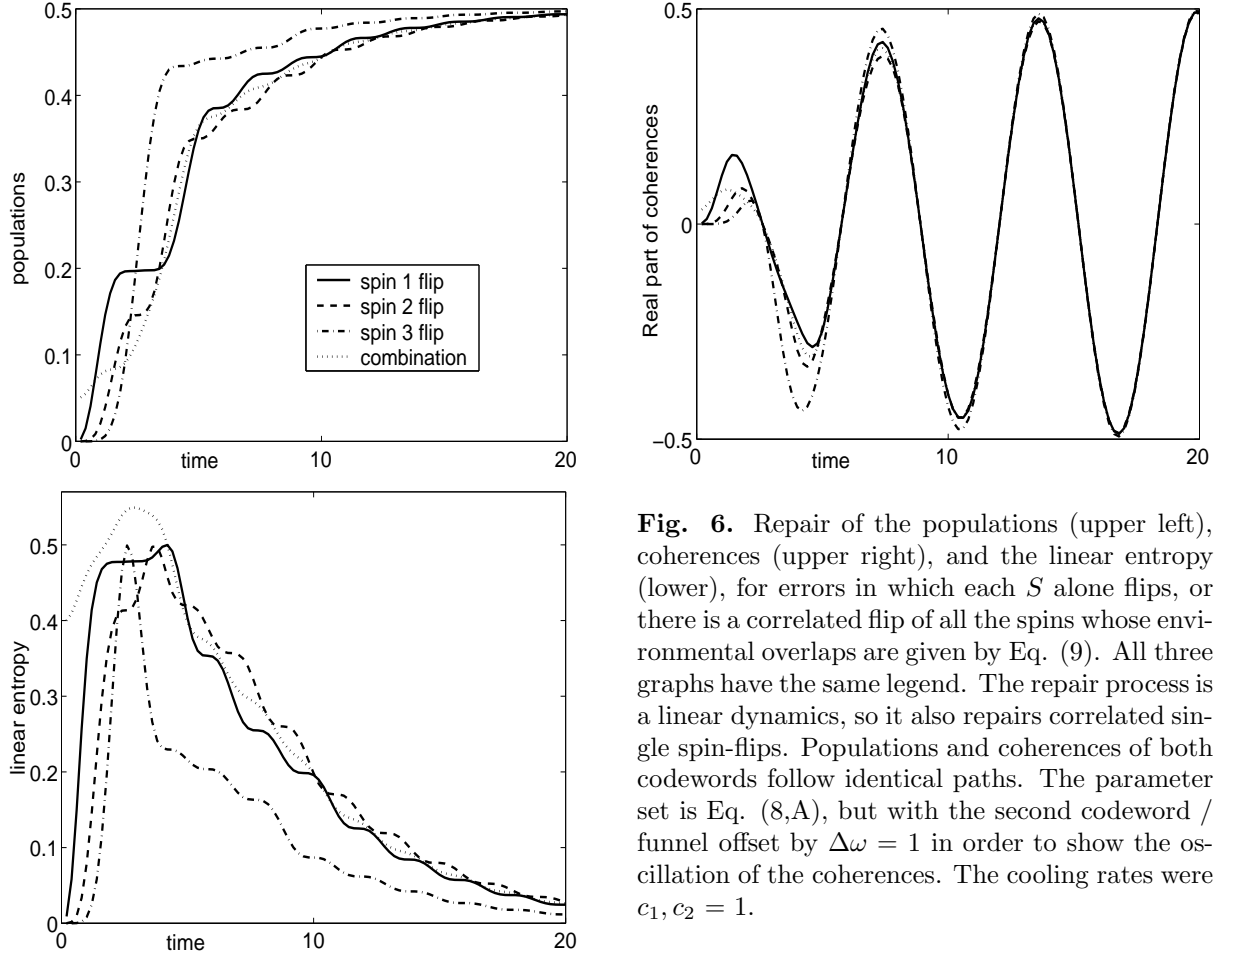 0.5
0.4
0.3
0.2
0.1
0
populations
0
time
10
20
spin 1 flip
spin 2 flip
spin 3 flip
combination
0.5
0
−0.5
Real part of coherences
0
time
10
20
0.5
0.4
0.3
0.2
0.1
0
linear entropy
0
time
10
20
Fig. 6. Repair of the populations (upper left),
coherences (upper right), and the linear entropy
(lower), for errors in which each S alone flips, or
there is a correlated flip of all the spins whose envi-
ronmental overlaps are given by Eq. (9). All three
graphs have the same legend. The repair process is
a linear dynamics, so it also repairs correlated sin-
gle spin-flips. Populations and coherences of both
codewords follow identical paths. The parameter
set is Eq. (8,A), but with the second codeword /
funnel offset by Δω = 1 in order to show the os-
cillation of the coherences. The cooling rates were
c₁, c₂ = 1.